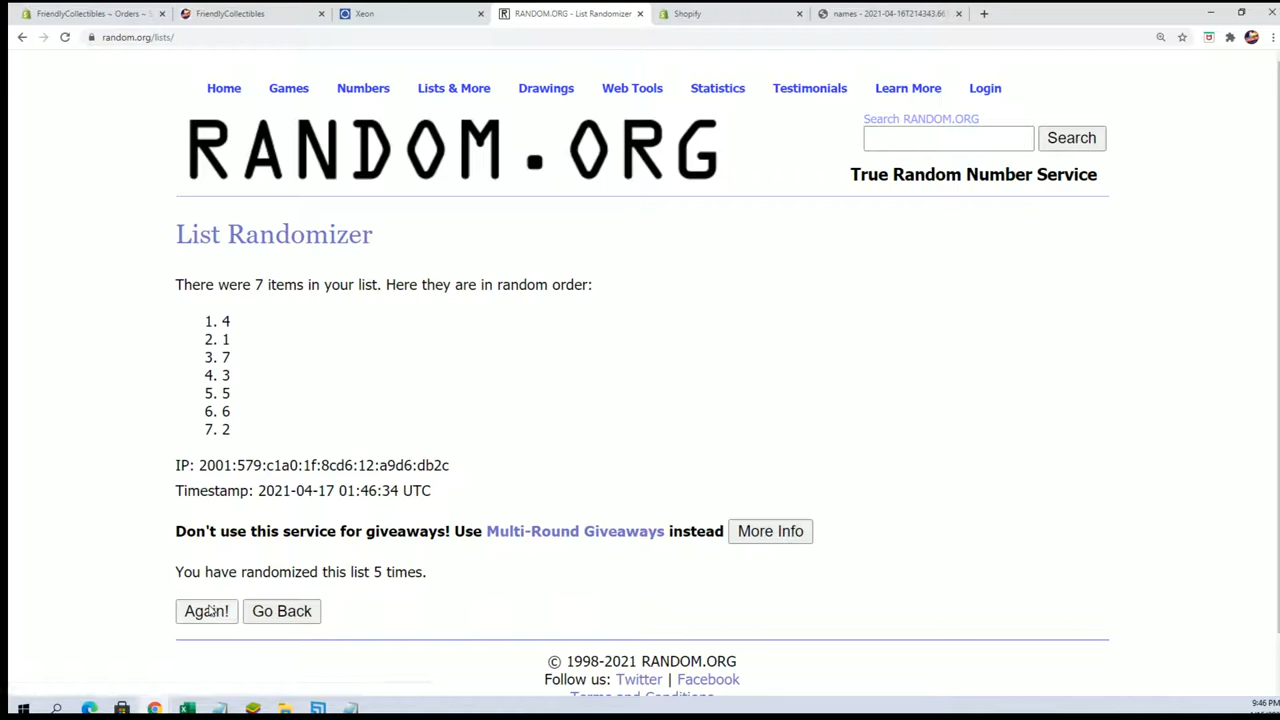 FriendlyCollectibles ~ Orders ~ S
FriendlyCollectibles
Xeon
RANDOM.ORG - List Randomizer
Shopify
names - 2021-04-16T214343.66
random.org/lists/
Home Games Numbers Lists & More Drawings Web Tools Statistics Testimonials Learn More Login
RANDOM.ORG
Search RANDOM.ORG
Search
True Random Number Service
List Randomizer
There were 7 items in your list. Here they are in random order:
1. 4
2. 1
3. 7
4. 3
5. 5
6. 6
7. 2
IP: 2001:579:c1a0:1f:8cd6:12:a9d6:db2c
Timestamp: 2021-04-17 01:46:34 UTC
Don't use this service for giveaways! Use Multi-Round Giveaways instead More Info
You have randomized this list 5 times.
Again! Go Back
© 1998-2021 RANDOM.ORG
Follow us: Twitter | Facebook
Terms and Conditions
9:46 PM